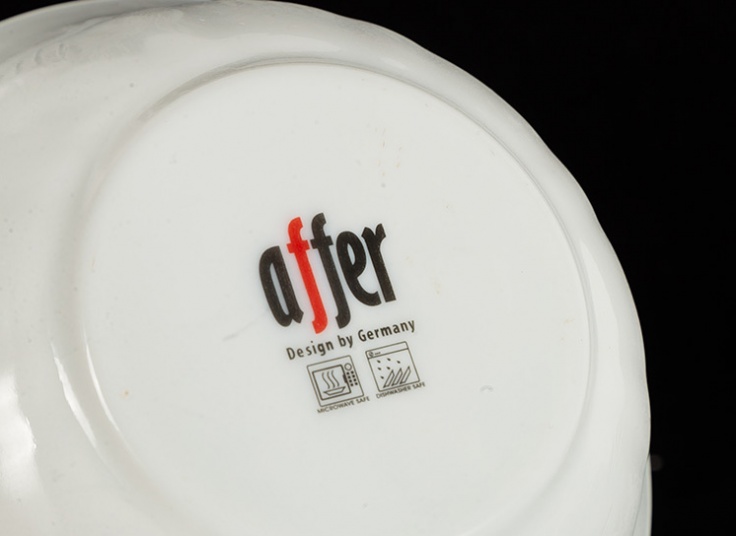 affer
Design by Germany
MICROWAVE SAFE
DISHWASHER SAFE